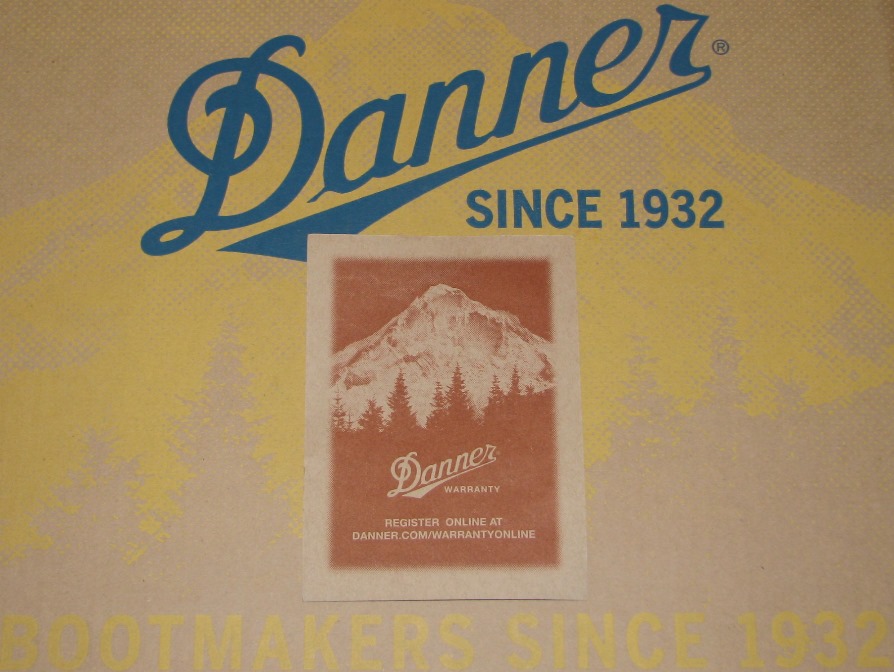 Danner®
SINCE 1932
Danner
WARRANTY
REGISTER ONLINE AT
DANNER.COM/WARRANTYONLINE
BOOTMAKERS SINCE 1932